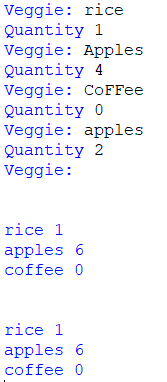 Veggie: rice
Quantity 1
Veggie: Apples
Quantity 4
Veggie: CoFFee
Quantity 0
Veggie: apples
Quantity 2
Veggie:
rice 1
apples 6
coffee 0
rice 1
apples 6
coffee 0